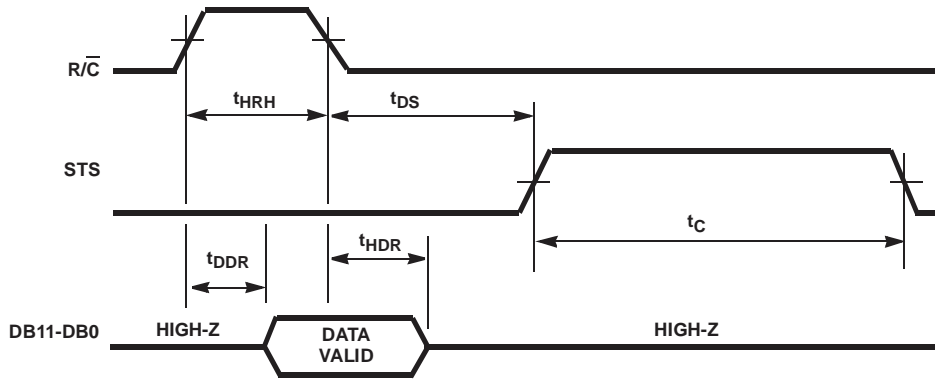 R/C̅
tHRH
tDS
STS
tC
tHDR
tDDR
DB11-DB0
HIGH-Z
DATA
VALID
HIGH-Z